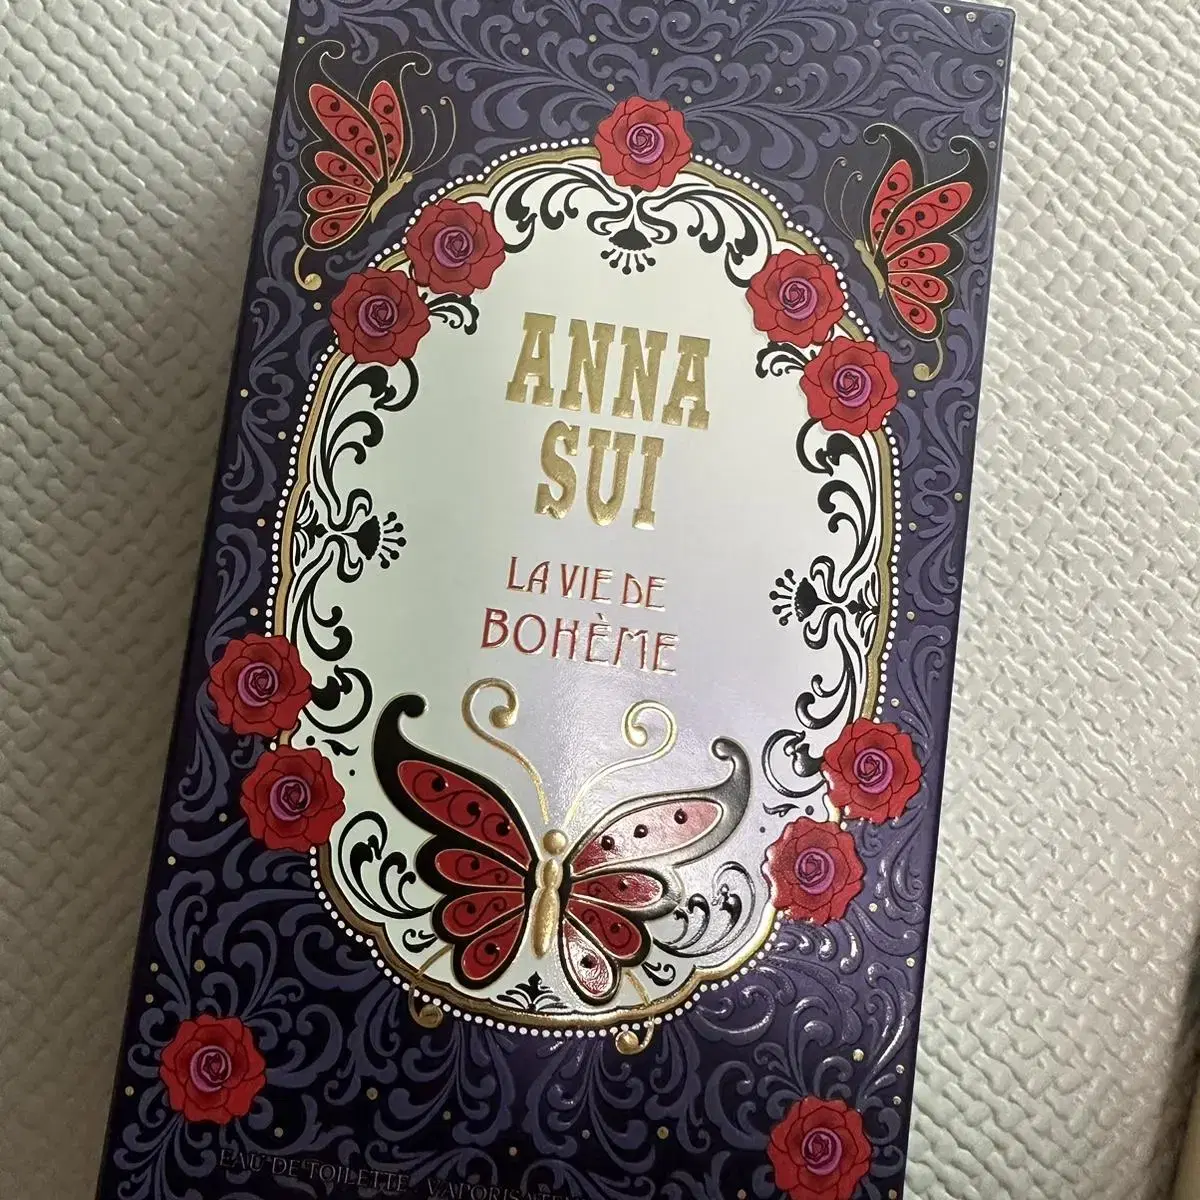 ANNA
SUI
LA VIE DE
BOHÈME
EAU DE TOILETTE